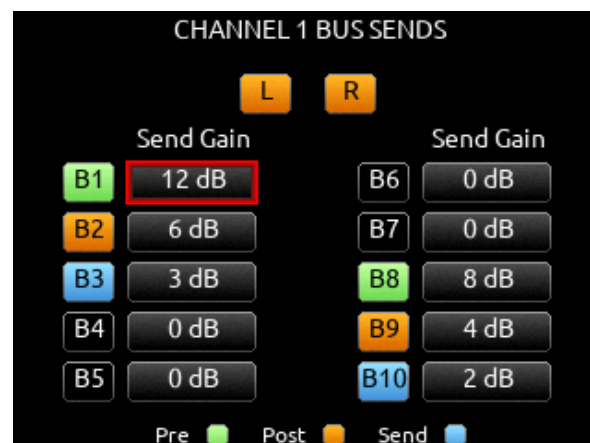 CHANNEL 1 BUS SENDS
L R
Send Gain Send Gain
B1 12 dB B6 0 dB
B2 6 dB B7 0 dB
B3 3 dB B8 8 dB
B4 0 dB B9 4 dB
B5 0 dB B10 2 dB
Pre Post Send